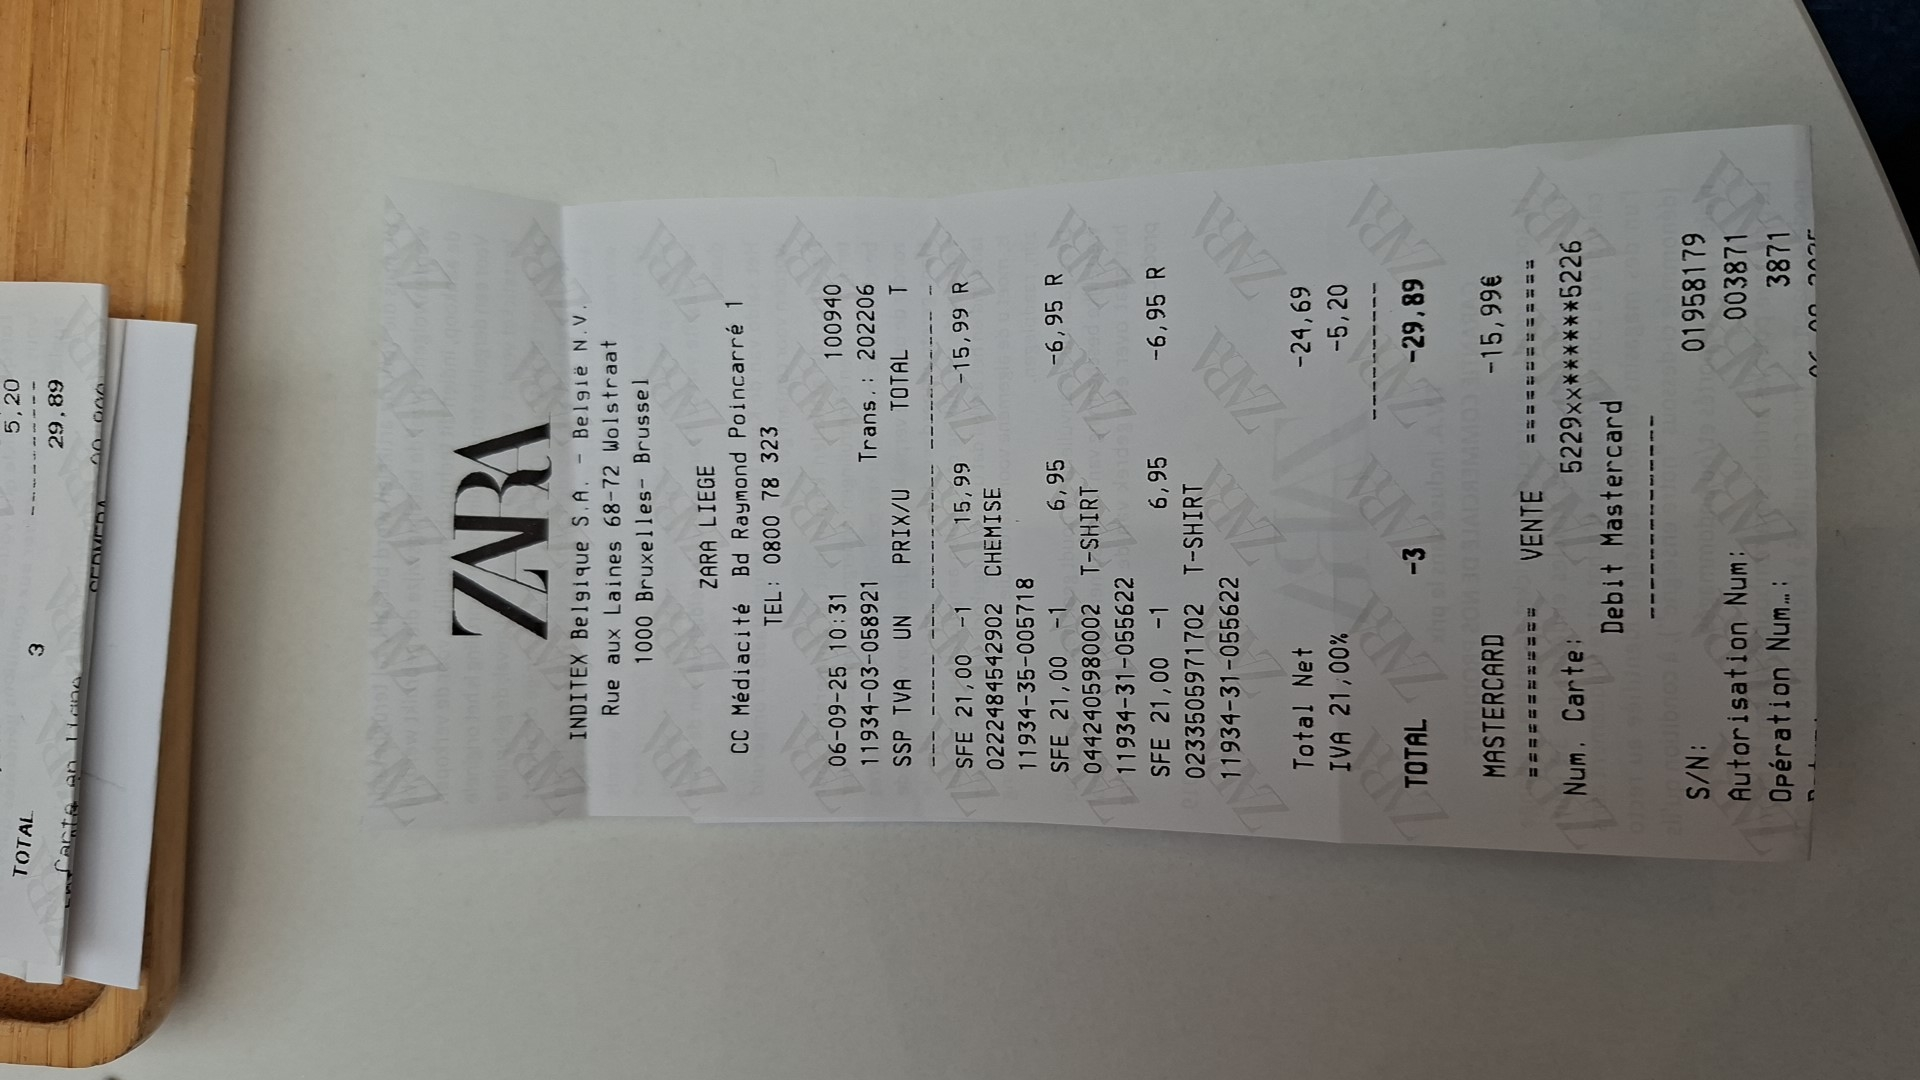 5,20
---------
TOTAL 3 29,89
ZARA
INDITEX Belgique S.A. - België N.V.
Rue aux Laines 68-72 Wolstraat
1000 Bruxelles- Brussel
ZARA LIEGE
CC Médiacité Bd Raymond Poincarré 1
TEL: 0800 78 323
06-09-25 10:31 100940
11934-03-058921 Trans.: 202206
SSP TVA UN PRIX/U TOTAL T
SFE 21,00 -1 15,99 -15,99 R
0222484542902 CHEMISE
11934-35-005718
SFE 21,00 -1 6,95 -6,95 R
0442405980002 T-SHIRT
11934-31-055622
SFE 21,00 -1 6,95 -6,95 R
0233505971702 T-SHIRT
11934-31-055622
Total Net -24,69
IVA 21,00% -5,20
-----------
TOTAL -3 -29,89
MASTERCARD -15,99€
============ VENTE =============
Num. Carte: 5229xx******5226
Debit Mastercard
----------------
S/N: 01958179
Autorisation Num: 003871
Opération Num…: 3871